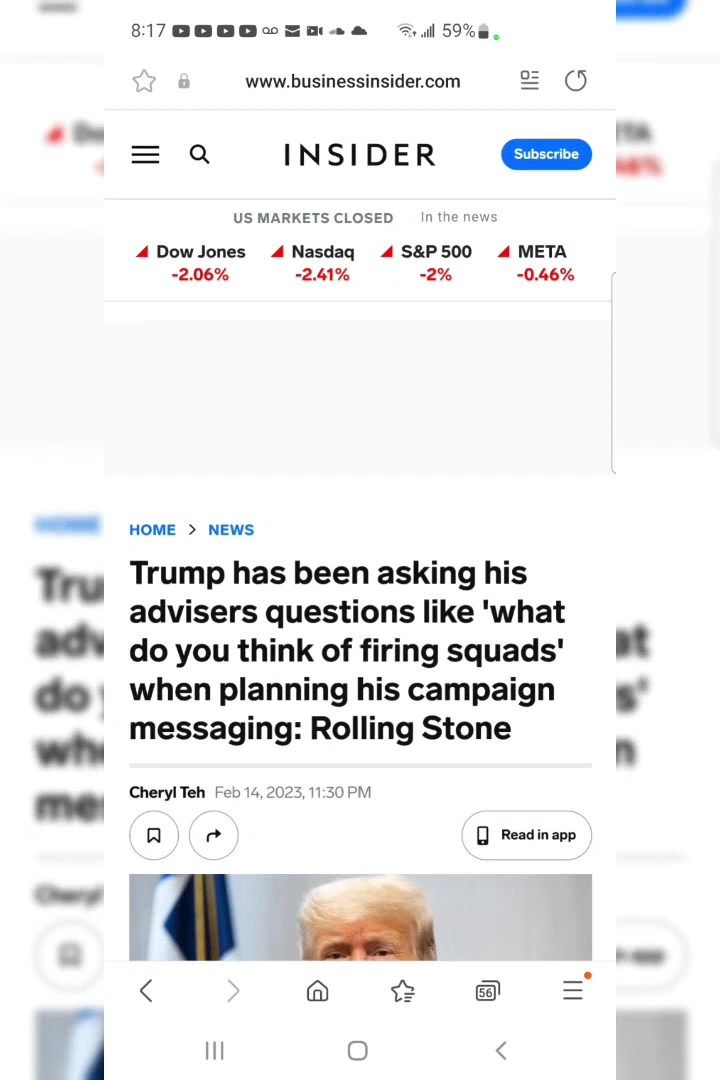 8:17 59%
www.businessinsider.com
INSIDER Subscribe
US MARKETS CLOSED In the news
Dow Jones Nasdaq S&P 500 META
-2.06% -2.41% -2% -0.46%
HOME > NEWS
Trump has been asking his
advisers questions like 'what
do you think of firing squads'
when planning his campaign
messaging: Rolling Stone
Cheryl Teh Feb 14, 2023, 11:30 PM
Read in app
56